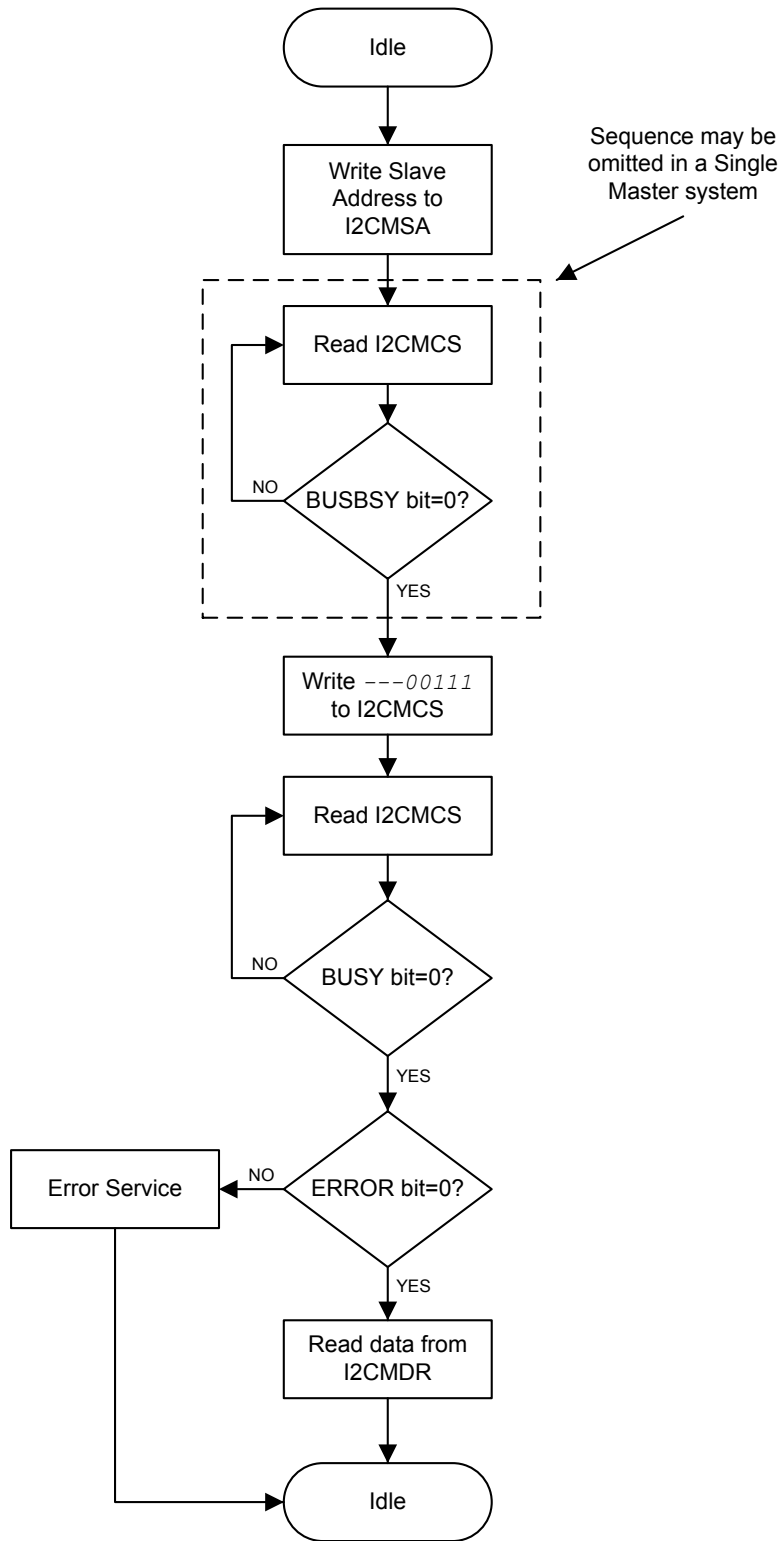 Idle
Sequence may be
omitted in a Single
Master system
Write Slave
Address to
I2CMSA
Read I2CMCS
NO
BUSBSY bit=0?
YES
Write ---00111
to I2CMCS
Read I2CMCS
NO
BUSY bit=0?
YES
Error Service
NO
ERROR bit=0?
YES
Read data from
I2CMDR
Idle